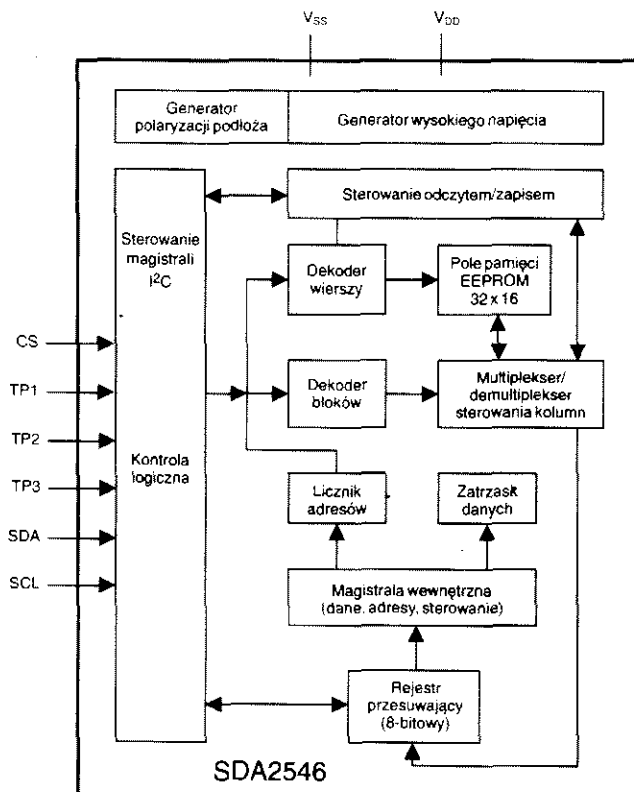 VSS
VDD
Generator
polaryzacji podłoża
Generator wysokiego napięcia
Sterowanie
magistrali
I²C
Sterowanie odczytem/zapisem
Dekoder
wierszy
Pole pamięci
EEPROM
32 x 16
CS
TP1
TP2
TP3
SDA
SCL
Dekoder
bloków
Multiplekser/
demultiplekser
sterowania kolumn
Kontrola
logiczna
Licznik
adresów
Zatrzask
danych
Magistrala wewnętrzna
(dane, adresy, sterowanie)
Rejestr
przesuwający
(8-bitowy)
SDA2546